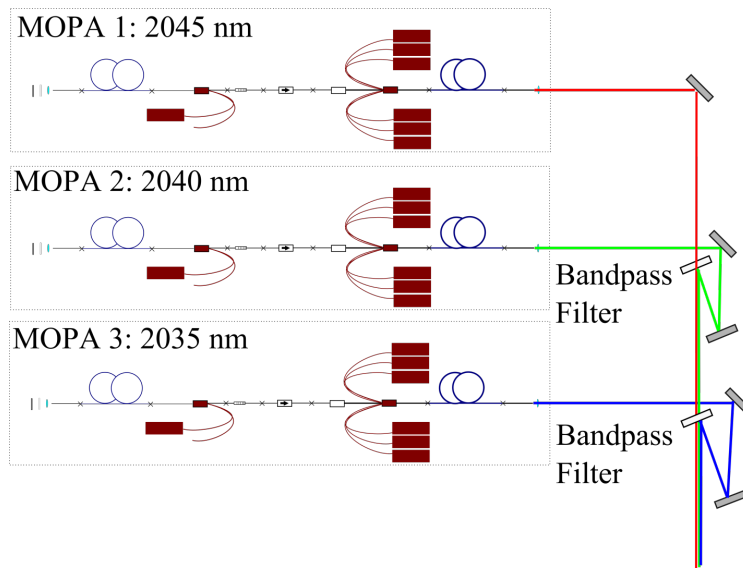 MOPA 1: 2045 nm
MOPA 2: 2040 nm
Bandpass
Filter
MOPA 3: 2035 nm
Bandpass
Filter